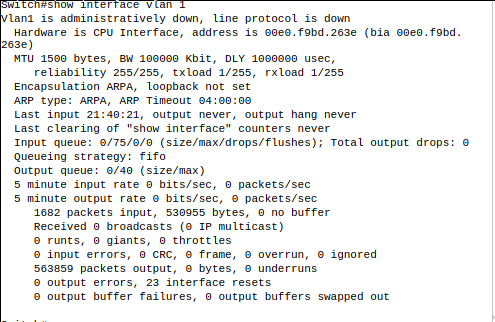 Switch#show interface vlan 1
Vlan1 is administratively down, line protocol is down
Hardware is CPU Interface, address is 00e0.f9bd.263e (bia 00e0.f9bd.
263e)
MTU 1500 bytes, BW 100000 Kbit, DLY 1000000 usec,
reliability 255/255, txload 1/255, rxload 1/255
Encapsulation ARPA, loopback not set
ARP type: ARPA, ARP Timeout 04:00:00
Last input 21:40:21, output never, output hang never
Last clearing of "show interface" counters never
Input queue: 0/75/0/0 (size/max/drops/flushes); Total output drops: 0
Queueing strategy: fifo
Output queue: 0/40 (size/max)
5 minute input rate 0 bits/sec, 0 packets/sec
5 minute output rate 0 bits/sec, 0 packets/sec
1682 packets input, 530955 bytes, 0 no buffer
Received 0 broadcasts (0 IP multicast)
0 runts, 0 giants, 0 throttles
0 input errors, 0 CRC, 0 frame, 0 overrun, 0 ignored
563859 packets output, 0 bytes, 0 underruns
0 output errors, 23 interface resets
0 output buffer failures, 0 output buffers swapped out